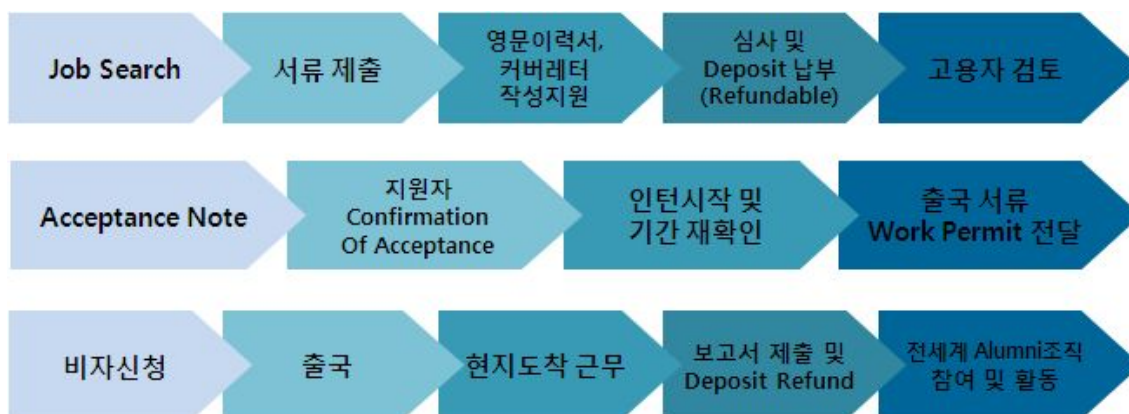 Job Search
서류 제출
영문이력서,
커버레터
작성지원
심사 및
Deposit 납부
(Refundable)
고용자 검토
Acceptance Note
지원자
Confirmation
Of Acceptance
인턴시작 및
기간 재확인
출국 서류
Work Permit 전달
비자신청
출국
현지도착 근무
보고서 제출 및
Deposit Refund
전세계 Alumni조직
참여 및 활동